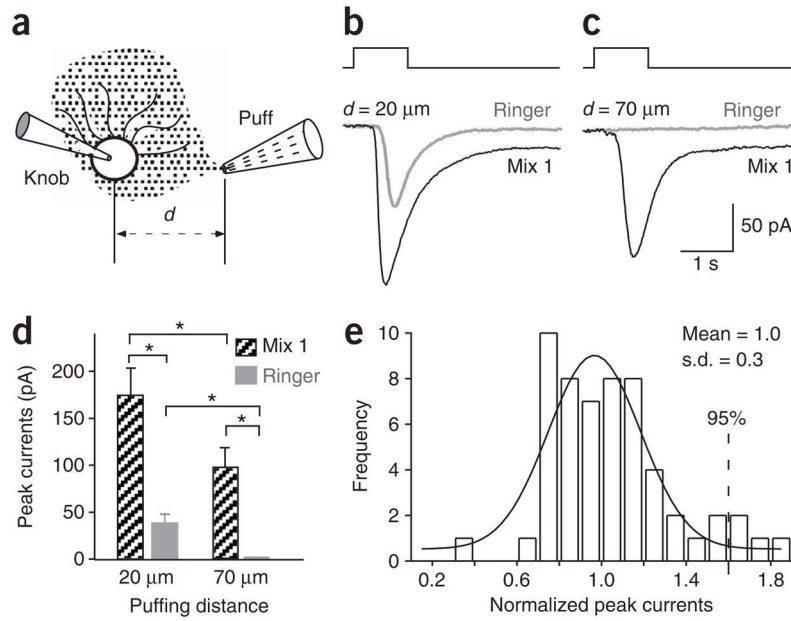 a
Knob
Puff
d
b
d = 20 μm
Ringer
Mix 1
c
d = 70 μm
Ringer
Mix 1
50 pA
1 s
d
Peak currents (pA)
200
150
100
50
0
* * * *
Mix 1
Ringer
20 μm 70 μm
Puffing distance
e
Frequency
10
8
6
4
2
0
Mean = 1.0
s.d. = 0.3
95%
0.2 0.6 1.0 1.4 1.8
Normalized peak currents